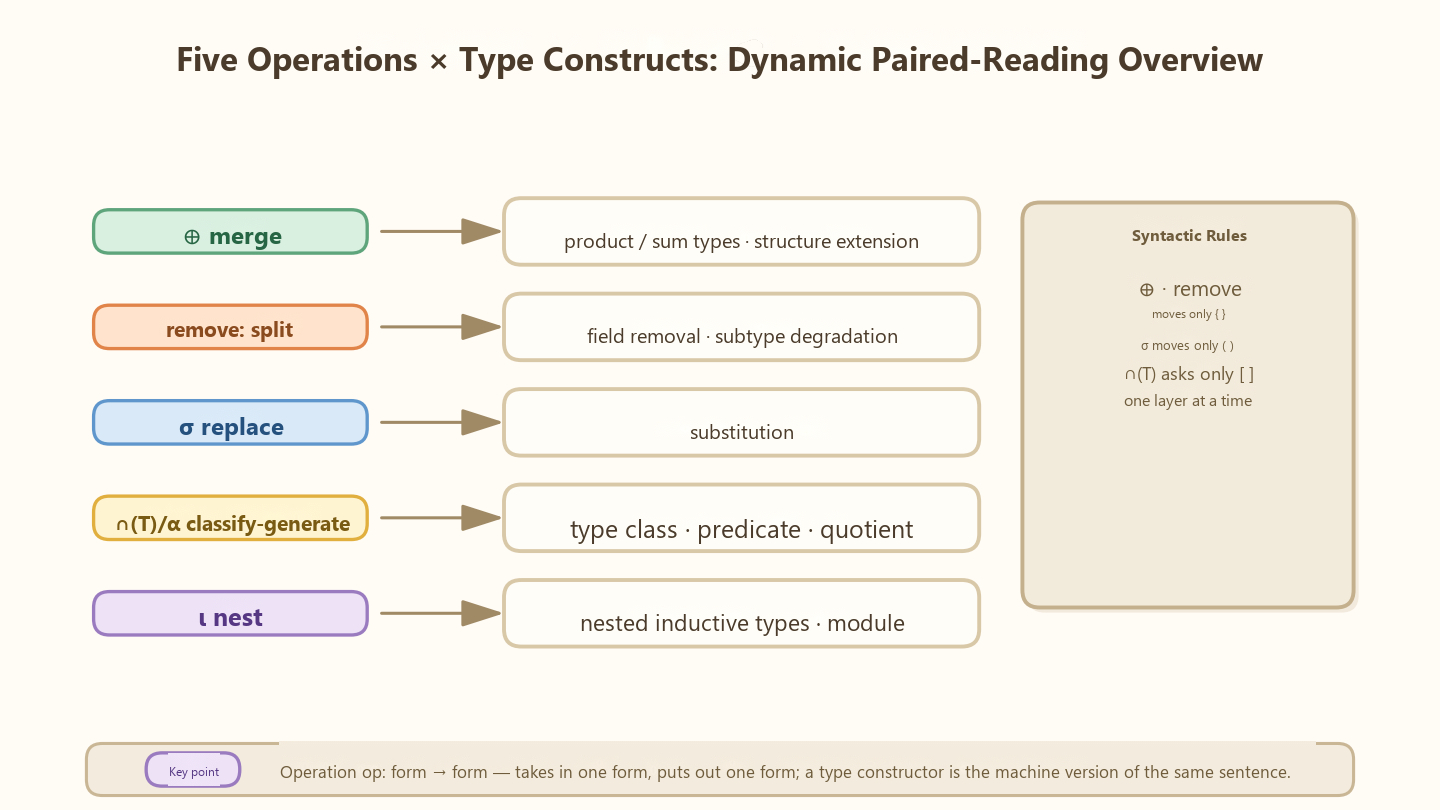 Five Operations × Type Constructs: Dynamic Paired-Reading Overview
⊕ merge
product / sum types · structure extension
remove: split
field removal · subtype degradation
σ replace
substitution
∩(T)/α classify-generate
type class · predicate · quotient
ι nest
nested inductive types · module
Syntactic Rules
⊕ · remove
moves only { }
σ moves only ( )
∩(T) asks only [ ]
one layer at a time
Key point
Operation op: form → form — takes in one form, puts out one form; a type constructor is the machine version of the same sentence.